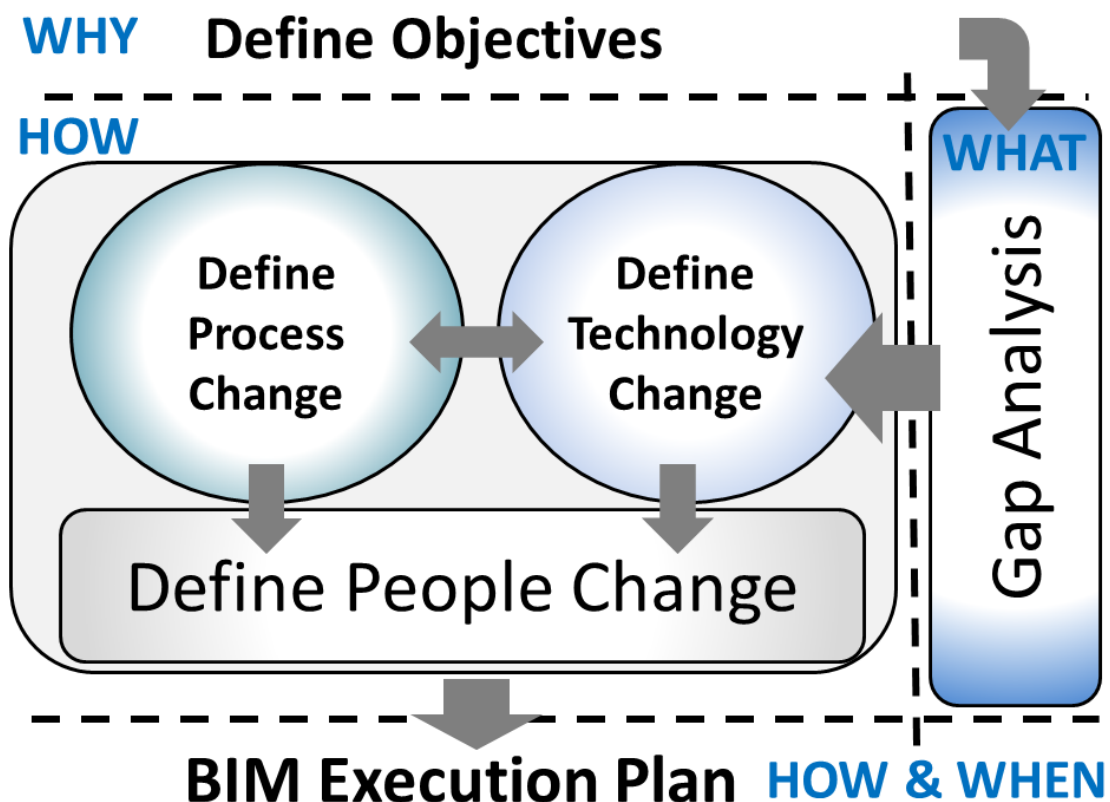 WHY Define Objectives
HOW
WHAT
Define
Process
Change
Define
Technology
Change
Gap Analysis
Define People Change
BIM Execution Plan HOW & WHEN